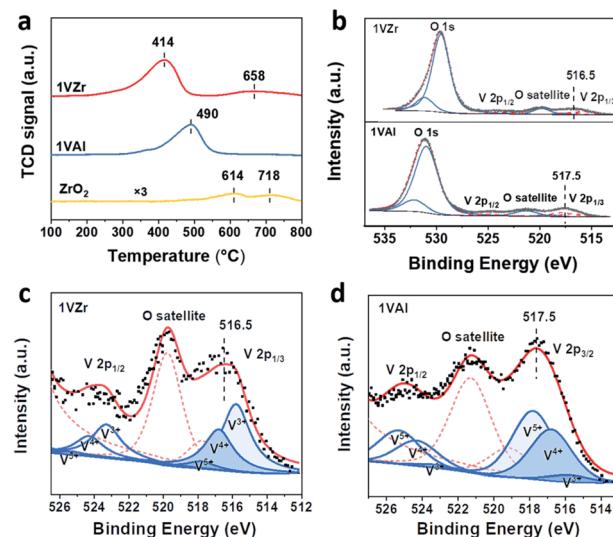 a
TCD signal (a.u.)
414
658
1VZr
490
1VAl
614
718
ZrO₂
×3
100 200 300 400 500 600 700 800
Temperature (°C)
b
Intensity (a.u.)
1VZr
O 1s
516.5
V 2p1/2
O satellite
V 2p1/3
1VAl
O 1s
517.5
V 2p1/2
O satellite
V 2p1/3
535 530 525 520 515
Binding Energy (eV)
c
Intensity (a.u.)
1VZr
O satellite
516.5
V 2p1/2
V 2p1/3
V³⁺
V⁴⁺
V⁵⁺
V³⁺
V⁴⁺
V⁵⁺
526 524 522 520 518 516 514 512
Binding Energy (eV)
d
Intensity (a.u.)
1VAl
517.5
O satellite
V 2p3/2
V 2p1/2
V⁵⁺
V⁴⁺
V³⁺
V⁵⁺
V⁴⁺
V³⁺
526 524 522 520 518 516 514
Binding Energy (eV)